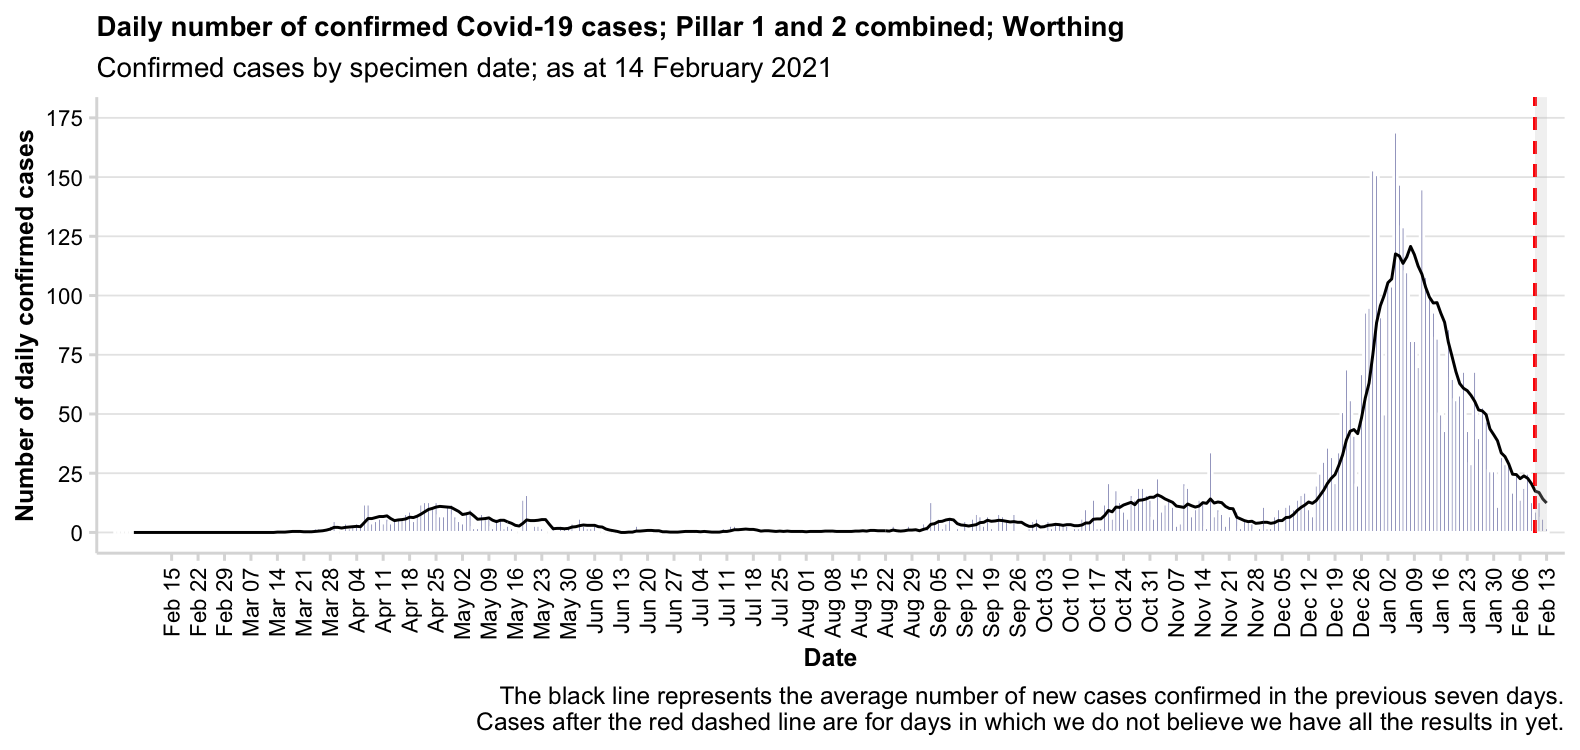 Daily number of confirmed Covid-19 cases; Pillar 1 and 2 combined; Worthing
Confirmed cases by specimen date; as at 14 February 2021
Number of daily confirmed cases
175
150
125
100
75
50
25
0
Feb 15
Feb 22
Feb 29
Mar 07
Mar 14
Mar 21
Mar 28
Apr 04
Apr 11
Apr 18
Apr 25
May 02
May 09
May 16
May 23
May 30
Jun 06
Jun 13
Jun 20
Jun 27
Jul 04
Jul 11
Jul 18
Jul 25
Aug 01
Aug 08
Aug 15
Aug 22
Aug 29
Sep 05
Sep 12
Sep 19
Sep 26
Oct 03
Oct 10
Oct 17
Oct 24
Oct 31
Nov 07
Nov 14
Nov 21
Nov 28
Dec 05
Dec 12
Dec 19
Dec 26
Jan 02
Jan 09
Jan 16
Jan 23
Jan 30
Feb 06
Feb 13
Date
The black line represents the average number of new cases confirmed in the previous seven days.
Cases after the red dashed line are for days in which we do not believe we have all the results in yet.